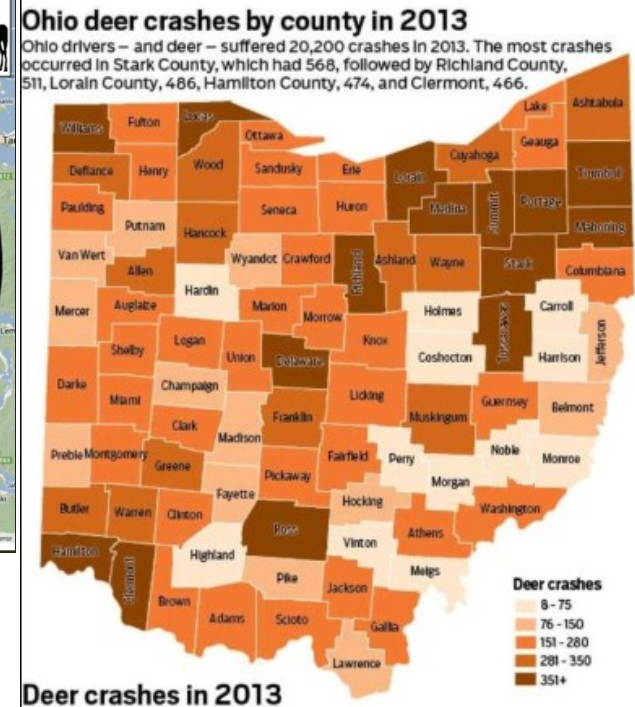 Ohio deer crashes by county in 2013
Ohio drivers — and deer — suffered 20,200 crashes in 2013. The most crashes
occurred in Stark County, which had 568, followed by Richland County,
511, Lorain County, 486, Hamilton County, 474, and Clermont, 466.
Williams
Fulton
Lucas
Ottawa
Lake
Ashtabula
Geauga
Cuyahoga
Defiance
Henry
Wood
Sandusky
Erie
Lorain
Trumbull
Medina
Summit
Portage
Paulding
Putnam
Seneca
Huron
Hancock
Mahoning
Van Wert
Allen
Wyandot
Crawford
Richland
Ashland
Wayne
Stark
Columbiana
Hardin
Mercer
Auglaize
Marion
Morrow
Holmes
Tuscarawas
Carroll
Jefferson
Shelby
Logan
Union
Delaware
Knox
Coshocton
Harrison
Darke
Miami
Champaign
Licking
Guernsey
Belmont
Clark
Madison
Franklin
Muskingum
Preble
Montgomery
Greene
Pickaway
Fairfield
Perry
Noble
Monroe
Morgan
Fayette
Hocking
Washington
Butler
Warren
Clinton
Ross
Vinton
Athens
Hamilton
Clermont
Highland
Pike
Meigs
Brown
Adams
Scioto
Jackson
Gallia
Lawrence
Deer crashes
8 - 75
76 - 150
151 - 280
281 - 350
351+
Deer crashes in 2013